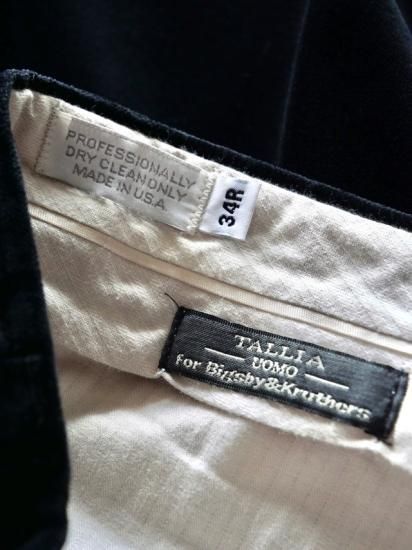 PROFESSIONALLY
DRY CLEAN ONLY
MADE IN U.S.A.
34R
TALLIA
UOMO
for Bigsby&Kruthers